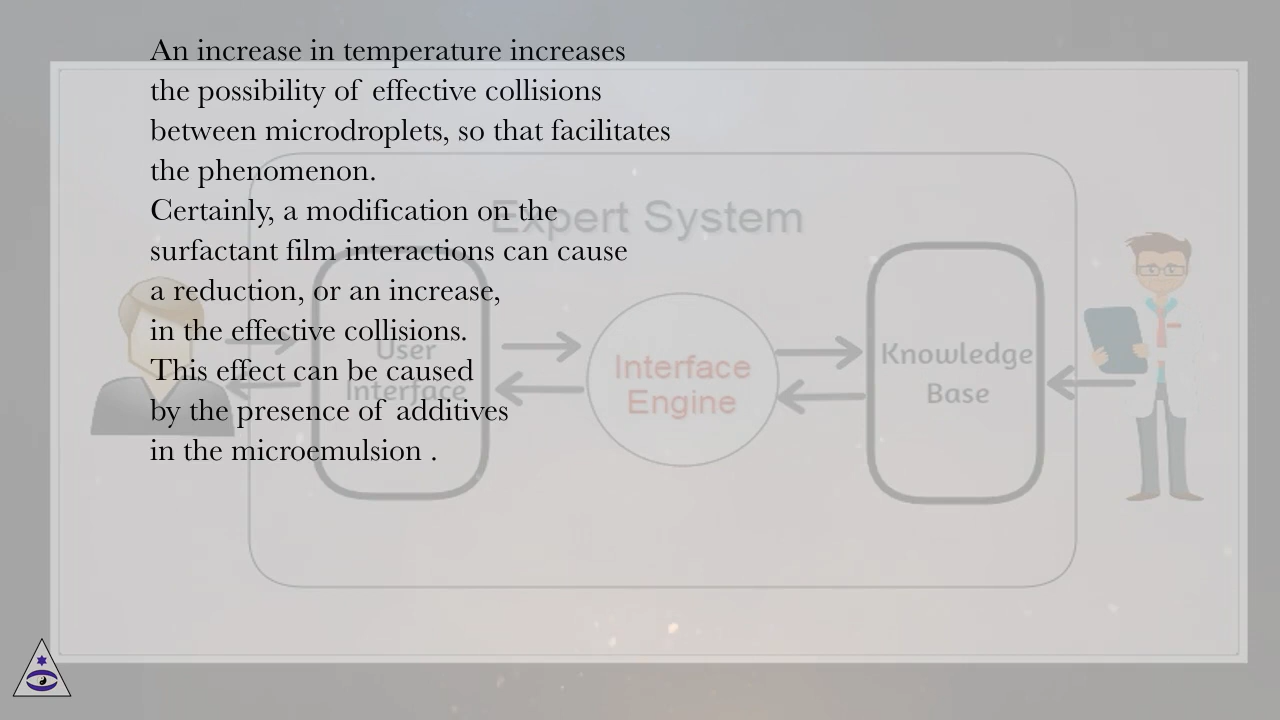 An increase in temperature increases
the possibility of effective collisions
between microdroplets, so that facilitates
the phenomenon.
Certainly, a modification on the
surfactant film interactions can cause
a reduction, or an increase,
in the effective collisions.
This effect can be caused
by the presence of additives
in the microemulsion .
Expert System
User
Interface
Interface
Engine
Knowledge
Base